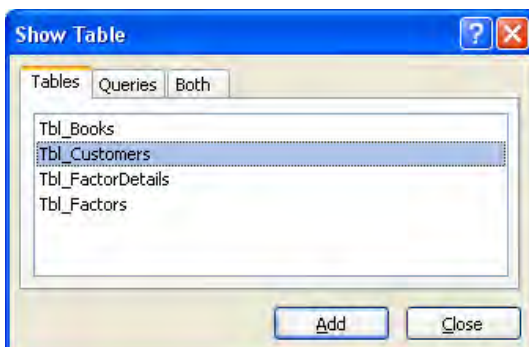 Show Table
Tables Queries Both
Tbl_Books
Tbl_Customers
Tbl_FactorDetails
Tbl_Factors
Add Close